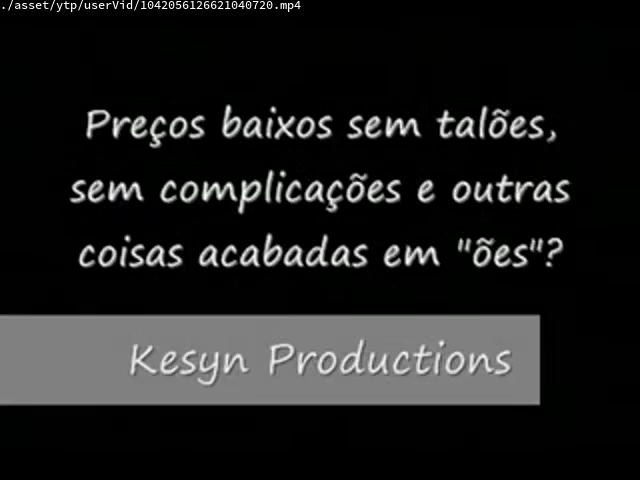 ./asset/ytp/userVid/1042056126621040720.mp4
Preços baixos sem talões,
sem complicações e outras
coisas acabadas em "ões"?
Kesyn Productions